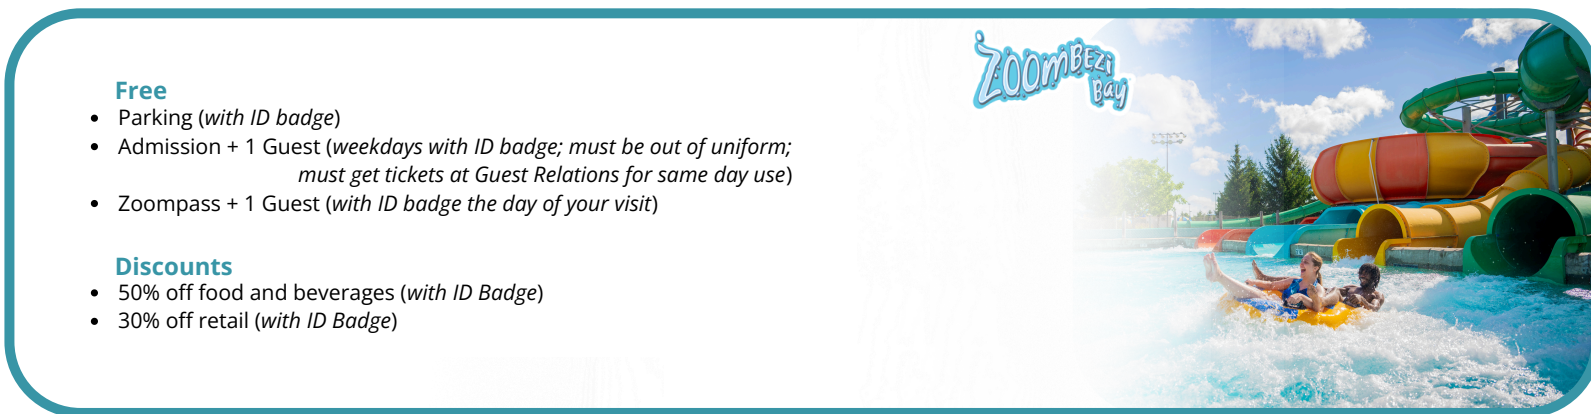 ZOOMBEZI
Bay
Free
• Parking (with ID badge)
• Admission + 1 Guest (weekdays with ID badge; must be out of uniform;
must get tickets at Guest Relations for same day use)
• Zoompass + 1 Guest (with ID badge the day of your visit)
Discounts
• 50% off food and beverages (with ID Badge)
• 30% off retail (with ID Badge)